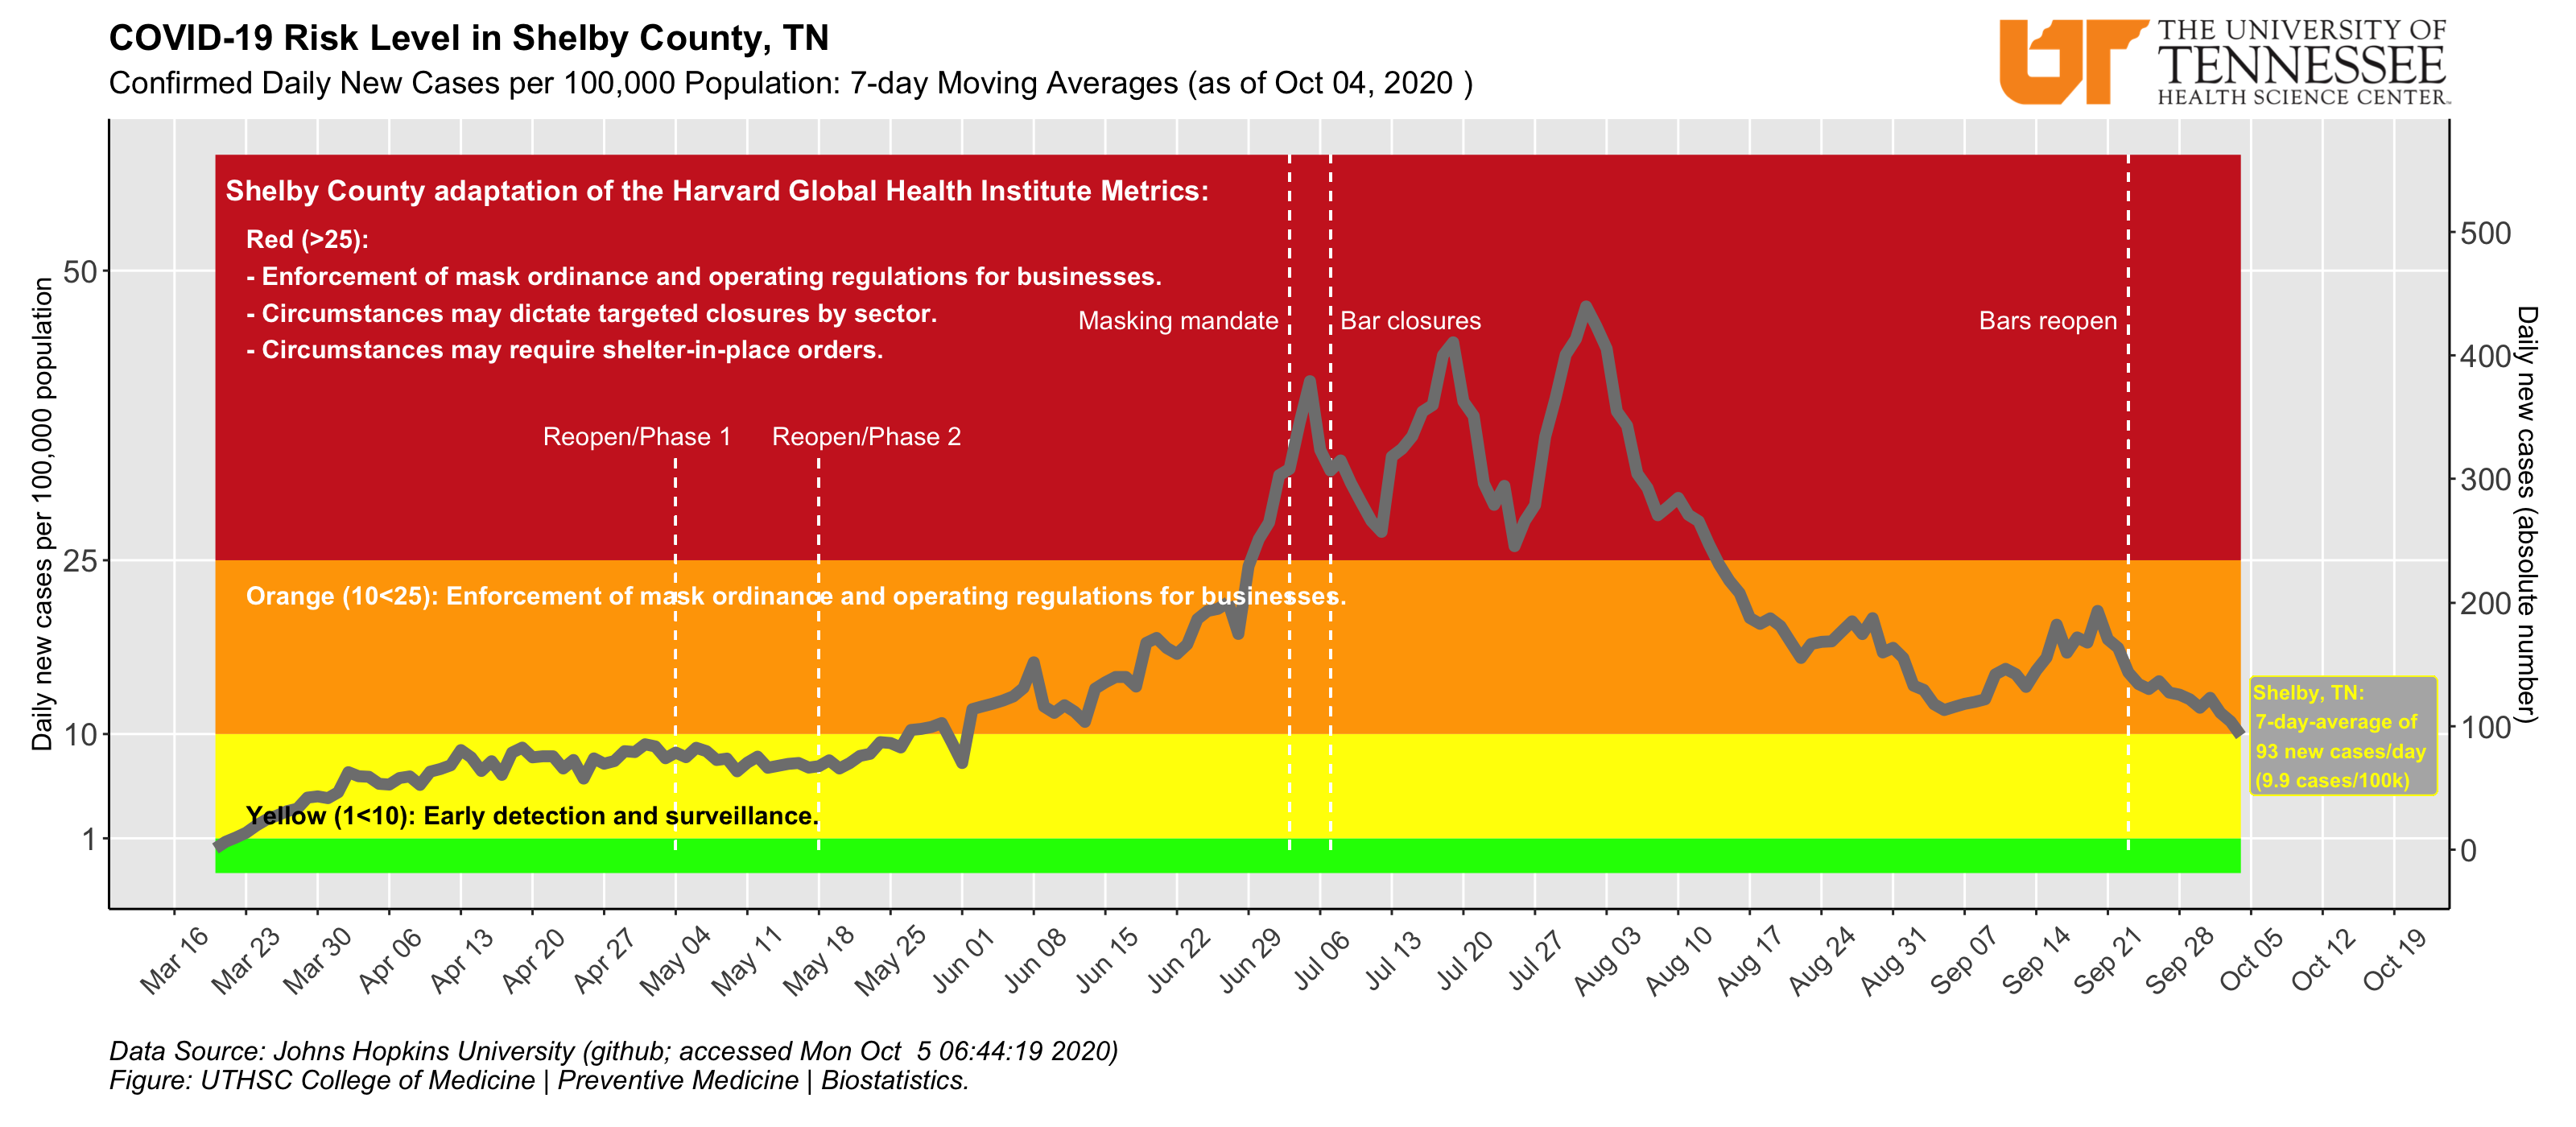 COVID-19 Risk Level in Shelby County, TN
Confirmed Daily New Cases per 100,000 Population: 7-day Moving Averages (as of Oct 04, 2020 )
UT
THE UNIVERSITY OF
TENNESSEE
HEALTH SCIENCE CENTER™
Shelby County adaptation of the Harvard Global Health Institute Metrics:
Red (>25):
- Enforcement of mask ordinance and operating regulations for businesses.
- Circumstances may dictate targeted closures by sector.
- Circumstances may require shelter-in-place orders.
Masking mandate
Bar closures
Bars reopen
Reopen/Phase 1
Reopen/Phase 2
Orange (10<25): Enforcement of mask ordinance and operating regulations for businesses.
Yellow (1<10): Early detection and surveillance.
Shelby, TN:
7-day-average of
93 new cases/day
(9.9 cases/100k)
Daily new cases per 100,000 population
50
25
10
1
Daily new cases (absolute number)
500
400
300
200
100
0
Mar 16
Mar 23
Mar 30
Apr 06
Apr 13
Apr 20
Apr 27
May 04
May 11
May 18
May 25
Jun 01
Jun 08
Jun 15
Jun 22
Jun 29
Jul 06
Jul 13
Jul 20
Jul 27
Aug 03
Aug 10
Aug 17
Aug 24
Aug 31
Sep 07
Sep 14
Sep 21
Sep 28
Oct 05
Oct 12
Oct 19
Data Source: Johns Hopkins University (github; accessed Mon Oct  5 06:44:19 2020)
Figure: UTHSC College of Medicine | Preventive Medicine | Biostatistics.